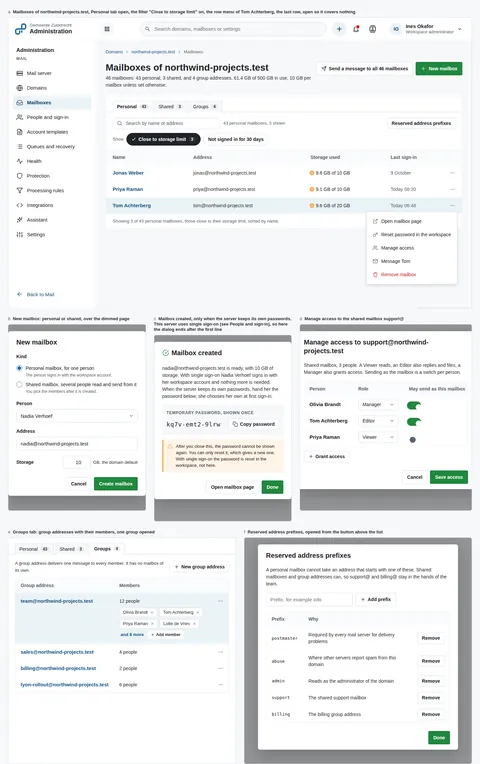 a Mailboxes of northwind-projects.test, Personal tab open, the filter "Close to storage limit" on, the row menu of Tom Achterberg, the last row, open so it covers nothing
Gemeente Zuiddrecht
Administration
Search domains, mailboxes or settings
IO
Ines Okafor
Workspace administrator
Administration
MAIL
Mail server
Domains
Mailboxes
People and sign-in
Account templates
Queues and recovery
Health
Protection
Processing rules
Integrations
Assistant
Settings
Back to Mail
Domains › northwind-projects.test › Mailboxes
Mailboxes of northwind-projects.test
46 mailboxes: 43 personal, 3 shared, and 4 group addresses. 61.4 GB of 500 GB in use, 10 GB per mailbox unless set otherwise.
Send a message to all 46 mailboxes
+ New mailbox
Personal 43
Shared 3
Groups 4
Search by name or address
43 personal mailboxes, 3 shown
Reserved address prefixes
Show
✓ Close to storage limit 3
Not signed in for 30 days
Name Address Storage used Last sign-in
Jonas Weber jonas@northwind-projects.test 9.6 GB of 10 GB 9 October
Priya Raman priya@northwind-projects.test 9.1 GB of 10 GB Today 08:20
Tom Achterberg tom@northwind-projects.test 9.6 GB of 20 GB Today 06:48
Showing 3 of 43 personal mailboxes, those close to their storage limit, sorted by name.
Open mailbox page
Reset password in the workspace
Manage access
Message Tom
Remove mailbox
New mailbox: personal or shared, over the dimmed page
New mailbox
Kind
Personal mailbox, for one person
The person signs in with the workspace account.
Shared mailbox, several people read and send from it
You pick the members after it is created.
Person
Nadia Verhoef
Address
nadia@northwind-projects.test
Storage
10
GB, the domain default
Cancel
Create mailbox
Mailbox created, only when the server keeps its own passwords. This server uses single sign-on (see People and sign-in), so here the dialog ends after the first line
Mailbox created
nadia@northwind-projects.test is ready, with 10 GB of storage. With single sign-on Nadia Verhoef signs in with her workspace account and nothing more is needed. When the server keeps its own passwords, hand her the password below; she chooses her own at first sign-in.
TEMPORARY PASSWORD, SHOWN ONCE
kq7v-emt2-9lrw
Copy password
After you close this, the password cannot be shown again. You can only reset it, which gives a new one. With single sign-on the password is reset in the workspace, not here.
Open mailbox page
Done
Manage access to the shared mailbox support@
Manage access to support@northwind-projects.test
Shared mailbox, 3 people. A Viewer reads, an Editor also replies and files, a Manager also grants access. Sending as the mailbox is a switch per person.
Person Role May send as this mailbox
Olivia Brandt Manager
Tom Achterberg Editor
Priya Raman Viewer
+ Grant access
Cancel
Save access
Groups tab: group addresses with their members, one group opened
Personal 43
Shared 3
Groups 4
A group address delivers one message to every member. It has no mailbox of its own.
+ New group address
Group address Members
team@northwind-projects.test 12 people
Olivia Brandt ×
Tom Achterberg ×
Priya Raman ×
Lotte de Vries ×
and 8 more
+ Add member
sales@northwind-projects.test 4 people
billing@northwind-projects.test 2 people
lyon-rollout@northwind-projects.test 6 people
Reserved address prefixes, opened from the button above the list
Reserved address prefixes
A personal mailbox cannot take an address that starts with one of these. Shared mailboxes and group addresses can, so support@ and billing@ stay in the hands of the team.
Prefix, for example info
+ Add prefix
Prefix Why
postmaster Required by every mail server for delivery problems Remove
abuse Where other servers report spam from this domain Remove
admin Reads as the administrator of the domain Remove
support The shared support mailbox Remove
billing The billing group address Remove
Done